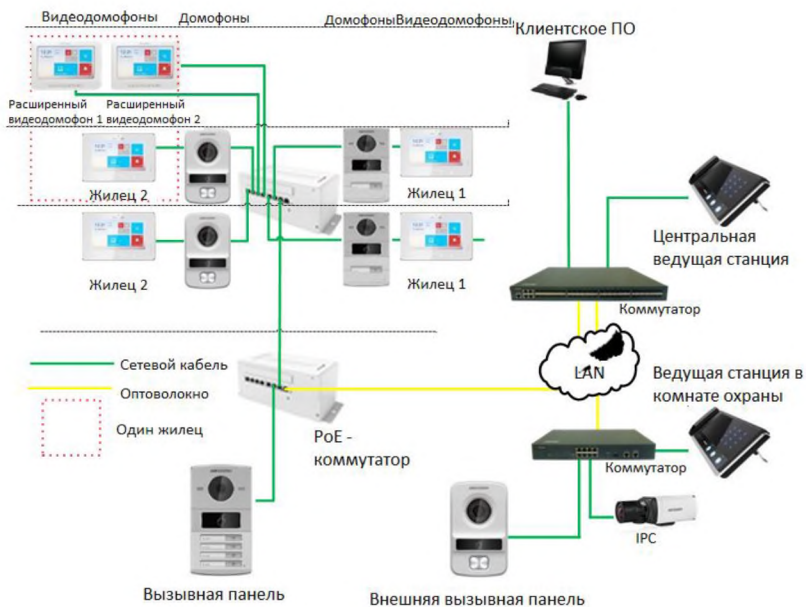 Видеодомофоны
Домофоны
Домофоны
Видеодомофоны
Клиентское ПО
Расширенный
видеодомофон 1
Расширенный
видеодомофон 2
Жилец 2
Жилец 1
Жилец 2
Жилец 1
Центральная
ведущая станция
Коммутатор
LAN
Сетевой кабель
Оптоволокно
Один жилец
PoE -
коммутатор
Ведущая станция в
комнате охраны
Коммутатор
IPC
Вызывная панель
Внешняя вызывная панель